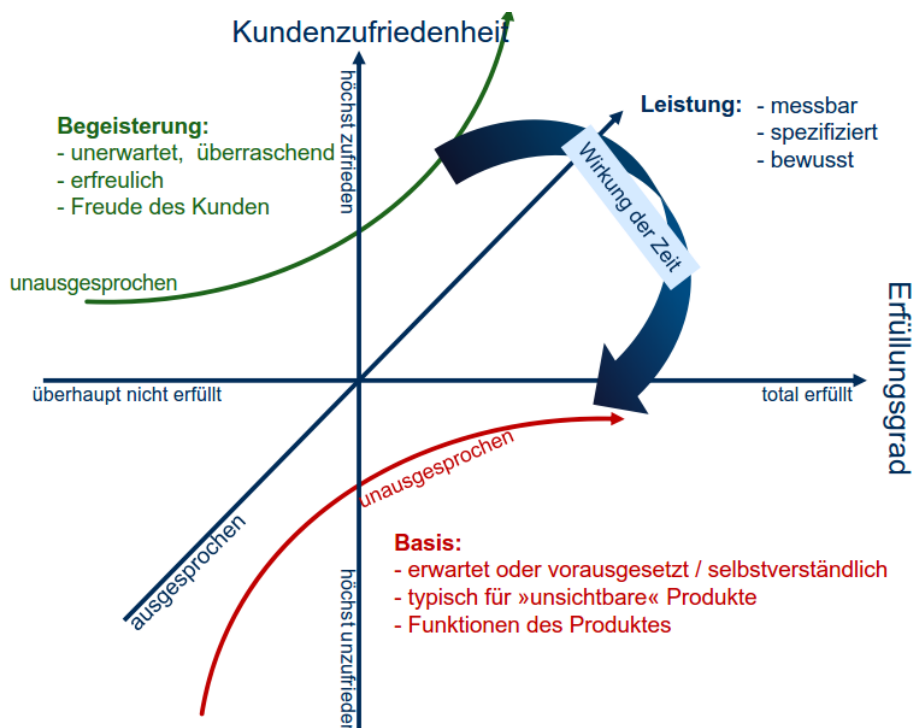 Kundenzufriedenheit
höchst zufrieden
Leistung: - messbar
- spezifiziert
- bewusst
Begeisterung:
- unerwartet, überraschend
- erfreulich
- Freude des Kunden
Wirkung der Zeit
unausgesprochen
Erfüllungsgrad
überhaupt nicht erfüllt
total erfüllt
unausgesprochen
ausgesprochen
höchst unzufrieden
Basis:
- erwartet oder vorausgesetzt / selbstverständlich
- typisch für »unsichtbare« Produkte
- Funktionen des Produktes